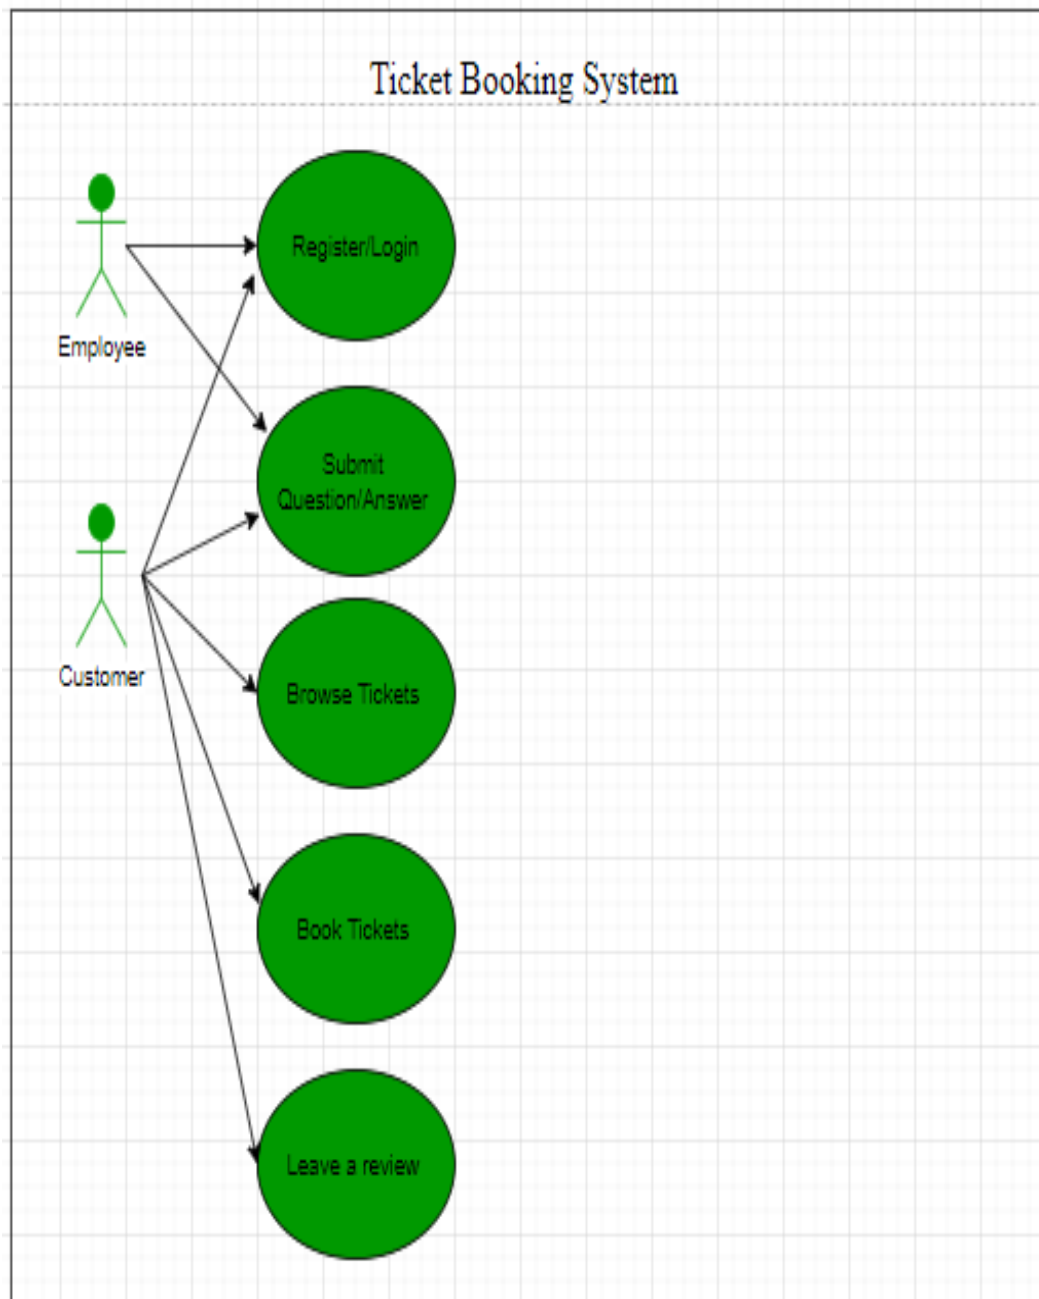 Ticket Booking System
Register/Login
Employee
Submit
Question/Answer
Customer
Browse Tickets
Book Tickets
Leave a review